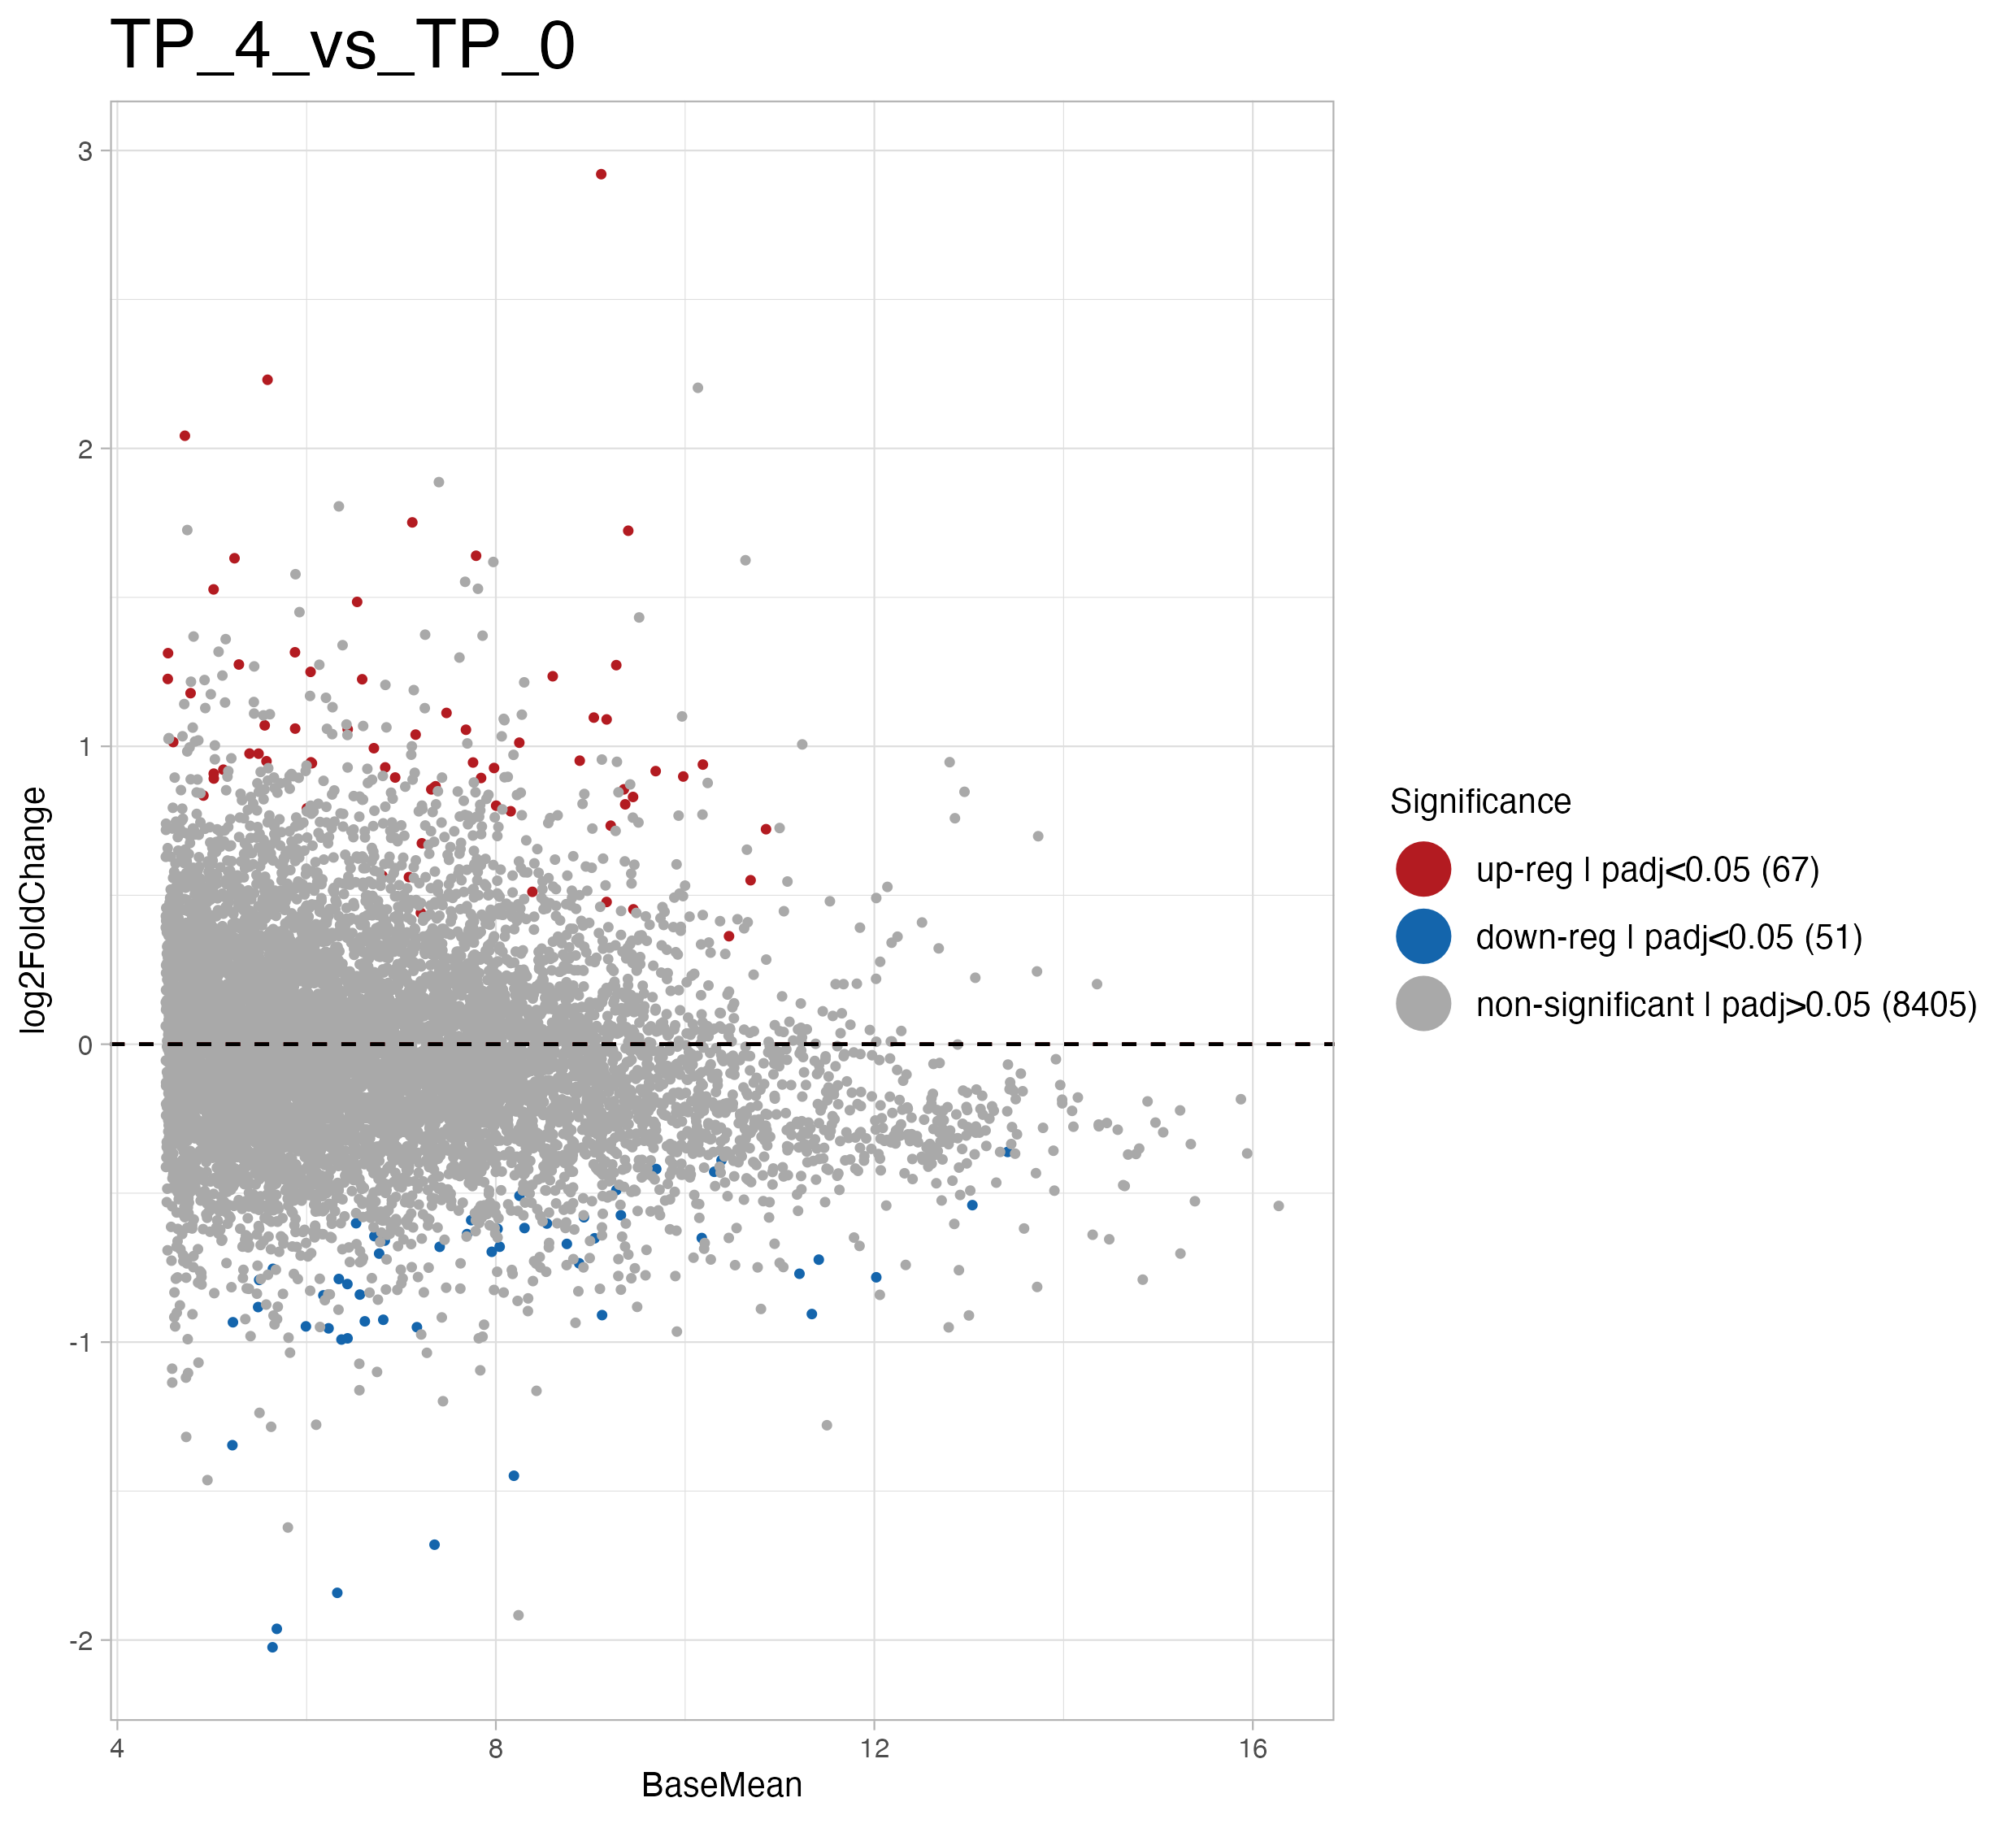 TP_4_vs_TP_0
3
2
1
0
-1
-2
log2FoldChange
4 8 12 16
BaseMean
Significance
up-reg | padj<0.05 (67)
down-reg | padj<0.05 (51)
non-significant | padj>0.05 (8405)